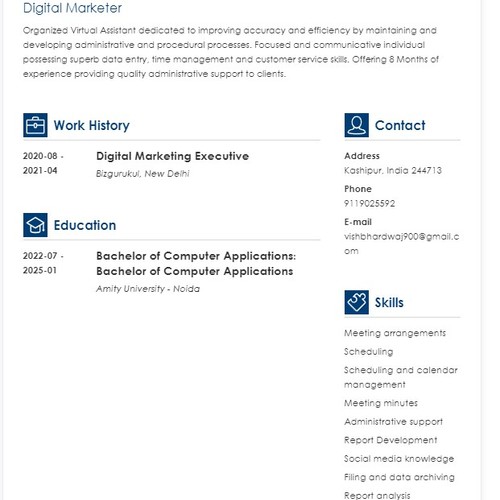 Digital Marketer
Organized Virtual Assistant dedicated to improving accuracy and efficiency by maintaining and
developing administrative and procedural processes. Focused and communicative individual
possessing superb data entry, time management and customer service skills. Offering 8 Months of
experience providing quality administrative support to clients.
Work History
2020-08 -
2021-04
Digital Marketing Executive
Bizgurukul, New Delhi
Education
2022-07 -
2025-01
Bachelor of Computer Applications:
Bachelor of Computer Applications
Amity University - Noida
Contact
Address
Kashipur, India 244713
Phone
9119025592
E-mail
vishbhardwaj900@gmail.c
om
Skills
Meeting arrangements
Scheduling
Scheduling and calendar
management
Meeting minutes
Administrative support
Report Development
Social media knowledge
Filing and data archiving
Report analysis